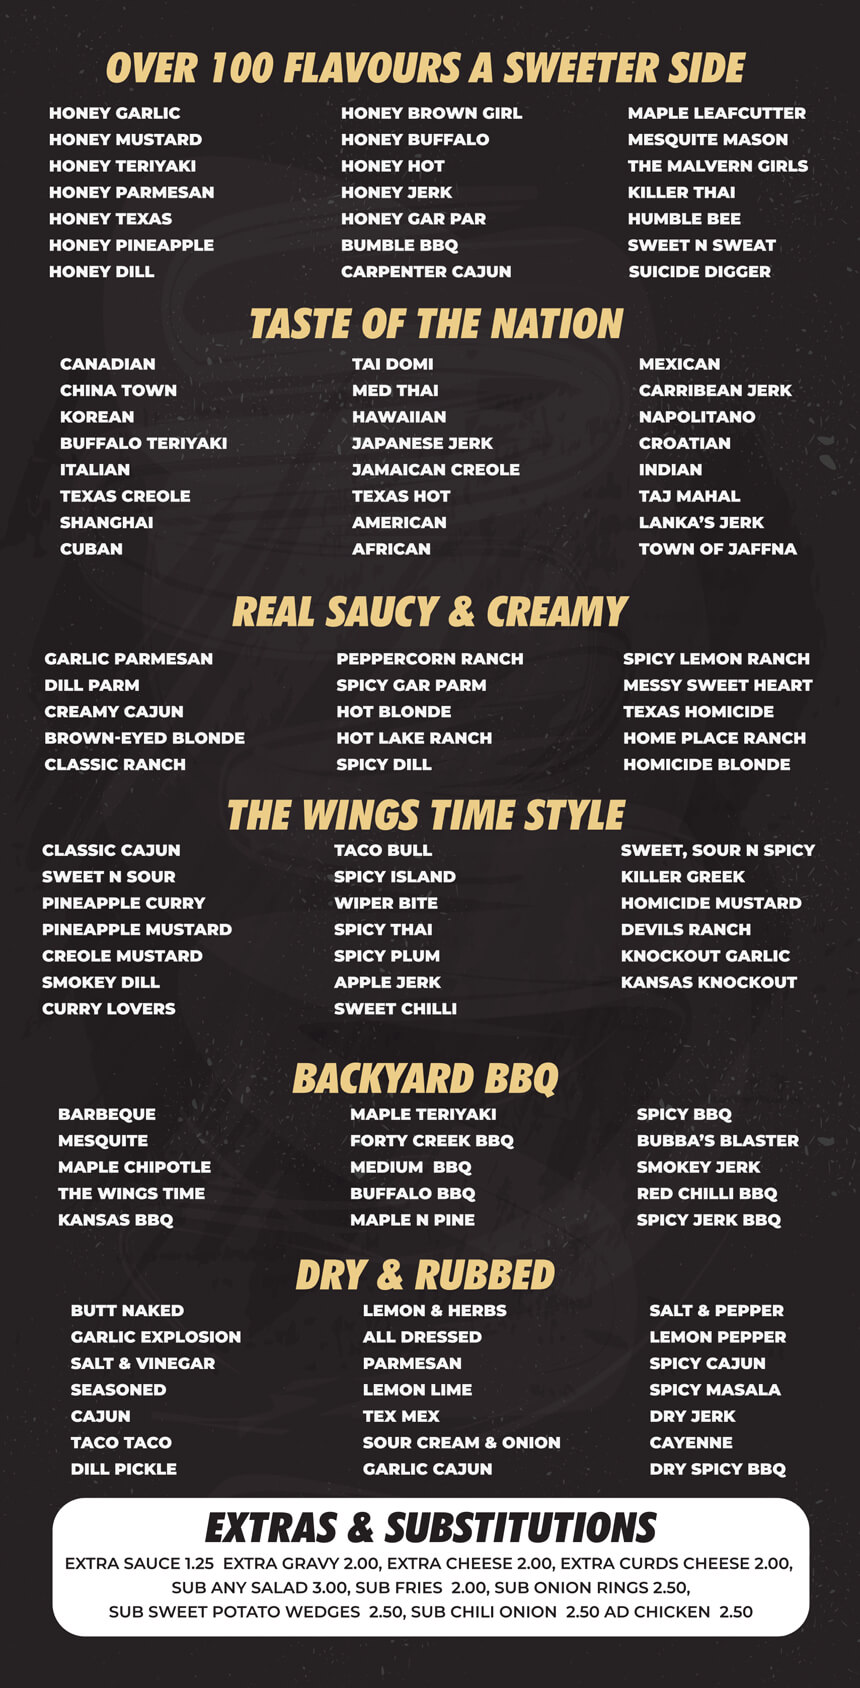 OVER 100 FLAVOURS A SWEETER SIDE
HONEY GARLIC
HONEY MUSTARD
HONEY TERIYAKI
HONEY PARMESAN
HONEY TEXAS
HONEY PINEAPPLE
HONEY DILL
HONEY BROWN GIRL
HONEY BUFFALO
HONEY HOT
HONEY JERK
HONEY GAR PAR
BUMBLE BBQ
CARPENTER CAJUN
MAPLE LEAFCUTTER
MESQUITE MASON
THE MALVERN GIRLS
KILLER THAI
HUMBLE BEE
SWEET N SWEAT
SUICIDE DIGGER
TASTE OF THE NATION
CANADIAN
CHINA TOWN
KOREAN
BUFFALO TERIYAKI
ITALIAN
TEXAS CREOLE
SHANGHAI
CUBAN
TAI DOMI
MED THAI
HAWAIIAN
JAPANESE JERK
JAMAICAN CREOLE
TEXAS HOT
AMERICAN
AFRICAN
MEXICAN
CARRIBEAN JERK
NAPOLITANO
CROATIAN
INDIAN
TAJ MAHAL
LANKA'S JERK
TOWN OF JAFFNA
REAL SAUCY & CREAMY
GARLIC PARMESAN
DILL PARM
CREAMY CAJUN
BROWN-EYED BLONDE
CLASSIC RANCH
PEPPERCORN RANCH
SPICY GAR PARM
HOT BLONDE
HOT LAKE RANCH
SPICY DILL
SPICY LEMON RANCH
MESSY SWEET HEART
TEXAS HOMICIDE
HOME PLACE RANCH
HOMICIDE BLONDE
THE WINGS TIME STYLE
CLASSIC CAJUN
SWEET N SOUR
PINEAPPLE CURRY
PINEAPPLE MUSTARD
CREOLE MUSTARD
SMOKEY DILL
CURRY LOVERS
TACO BULL
SPICY ISLAND
WIPER BITE
SPICY THAI
SPICY PLUM
APPLE JERK
SWEET CHILLI
SWEET, SOUR N SPICY
KILLER GREEK
HOMICIDE MUSTARD
DEVILS RANCH
KNOCKOUT GARLIC
KANSAS KNOCKOUT
BACKYARD BBQ
BARBEQUE
MESQUITE
MAPLE CHIPOTLE
THE WINGS TIME
KANSAS BBQ
MAPLE TERIYAKI
FORTY CREEK BBQ
MEDIUM BBQ
BUFFALO BBQ
MAPLE N PINE
SPICY BBQ
BUBBA'S BLASTER
SMOKEY JERK
RED CHILLI BBQ
SPICY JERK BBQ
DRY & RUBBED
BUTT NAKED
GARLIC EXPLOSION
SALT & VINEGAR
SEASONED
CAJUN
TACO TACO
DILL PICKLE
LEMON & HERBS
ALL DRESSED
PARMESAN
LEMON LIME
TEX MEX
SOUR CREAM & ONION
GARLIC CAJUN
SALT & PEPPER
LEMON PEPPER
SPICY CAJUN
SPICY MASALA
DRY JERK
CAYENNE
DRY SPICY BBQ
EXTRAS & SUBSTITUTIONS
EXTRA SAUCE 1.25 EXTRA GRAVY 2.00, EXTRA CHEESE 2.00, EXTRA CURDS CHEESE 2.00,
SUB ANY SALAD 3.00, SUB FRIES 2.00, SUB ONION RINGS 2.50,
SUB SWEET POTATO WEDGES 2.50, SUB CHILI ONION 2.50 AD CHICKEN 2.50